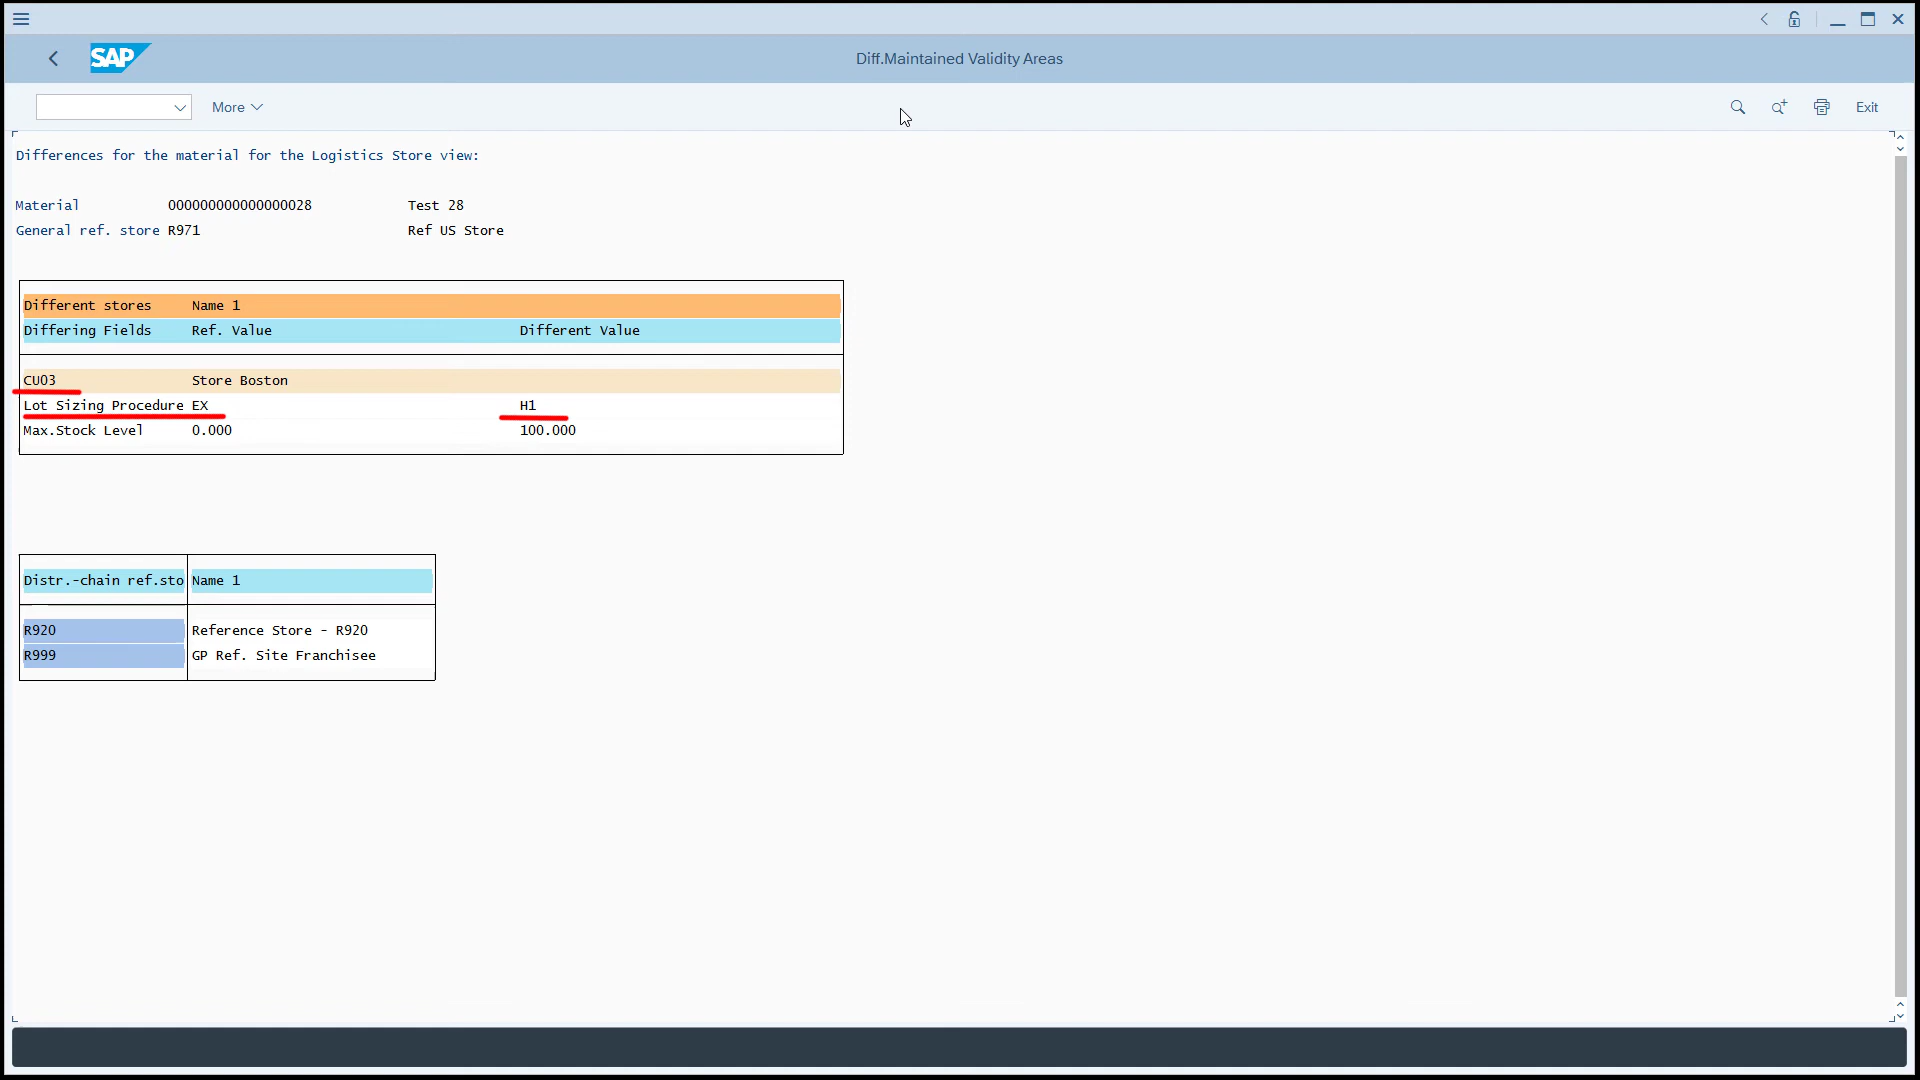 SAP
Diff.Maintained Validity Areas
More
Exit
Differences for the material for the Logistics Store view:
Material 000000000000000028 Test 28
General ref. store R971 Ref US Store
Different stores Name 1
Differing Fields Ref. Value Different Value
CU03 Store Boston
Lot Sizing Procedure EX H1
Max.Stock Level 0.000 100.000
Distr.-chain ref.sto Name 1
R920 Reference Store - R920
R999 GP Ref. Site Franchisee